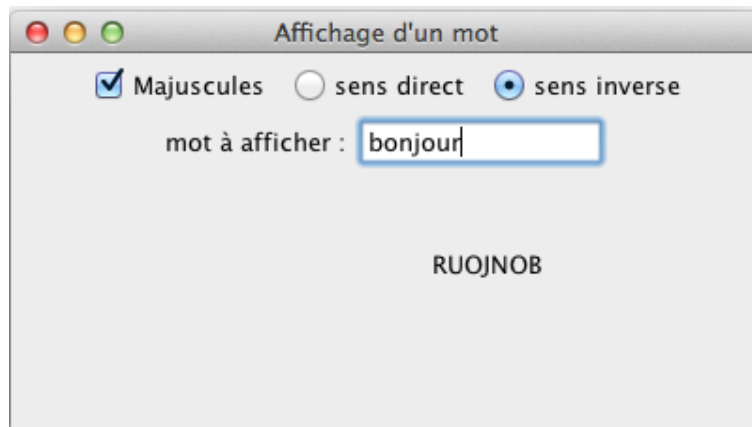 Affichage d'un mot
Majuscules sens direct sens inverse
mot à afficher : bonjour
RUOJNOB